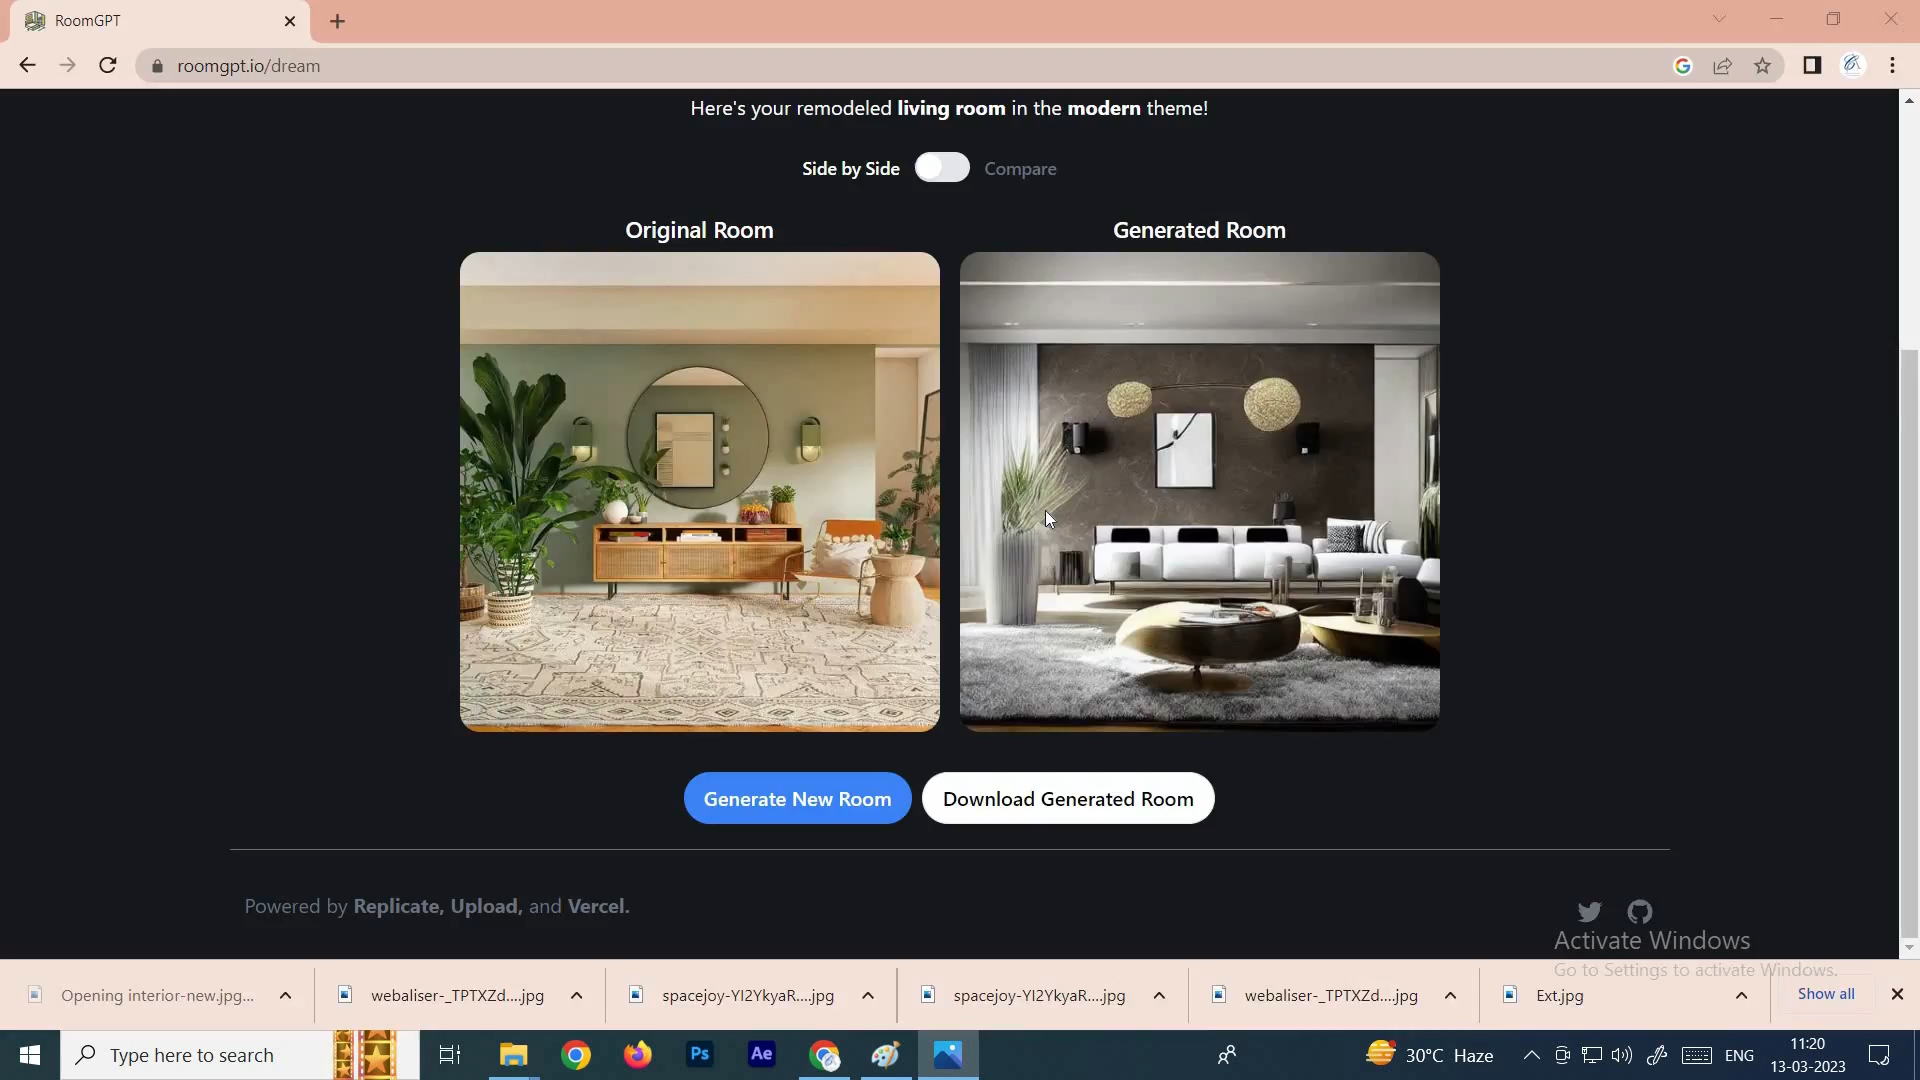 RoomGPT
roomgpt.io/dream
Here's your remodeled living room in the modern theme!
Side by Side Compare
Original Room Generated Room
Generate New Room Download Generated Room
Powered by Replicate, Upload, and Vercel.
Activate Windows
Go to Settings to activate Windows.
Opening interior-new.jpg... webaliser-_TPTXZd....jpg spacejoy-YI2YkyaR....jpg spacejoy-YI2YkyaR....jpg webaliser-_TPTXZd....jpg Ext.jpg Show all
Type here to search Ps Ae 30°C Haze ENG 11:20
13-03-2023